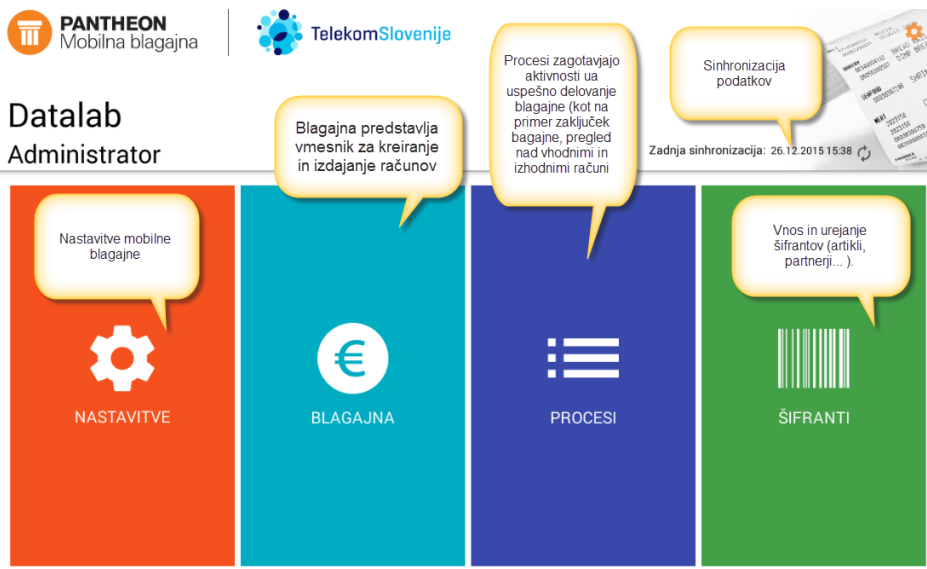 PANTHEON
Mobilna blagajna
TelekomSlovenije
Datalab
Administrator
Blagajna predstavlja
vmesnik za kreiranje
in izdajanje računov
Procesi zagotavjajo
aktivnosti ua
uspešno delovanje
blagajne (kot na
primer zaključek
bagajne, pregled
nad vhodnimi in
izhodnimi računi
Sinhronizacija
podatkov
Zadnja sinhronizacija: 26.12.2015 15:38
Nastavitve mobilne
blagajne
Vnos in urejanje
šifrantov (artikli,
partnerji... ).
NASTAVITVE
BLAGAJNA
PROCESI
ŠIFRANTI